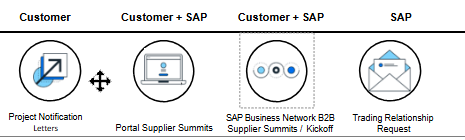 Customer
Customer + SAP
Customer + SAP
SAP
Project Notification
Letters
Portal Supplier Summits
SAP Business Network B2B
Supplier Summits / Kickoff
Trading Relationship
Request